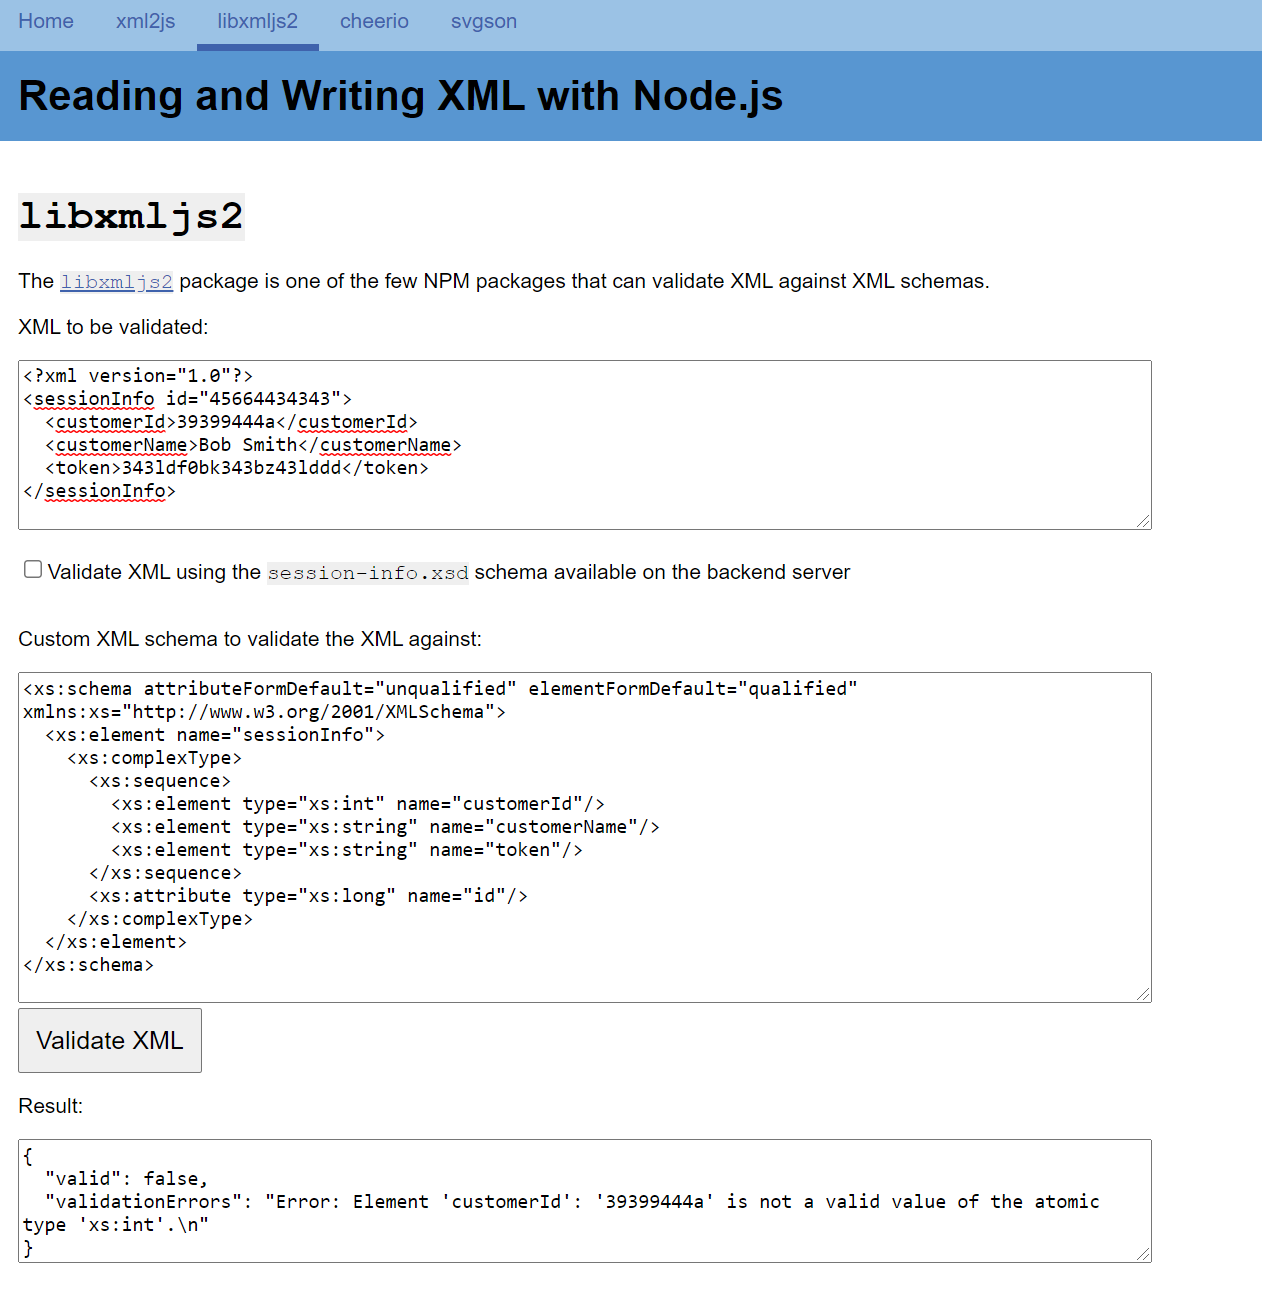 Home xml2js libxmljs2 cheerio svgson
Reading and Writing XML with Node.js
libxmljs2
The libxmljs2 package is one of the few NPM packages that can validate XML against XML schemas.
XML to be validated:
<?xml version="1.0"?>
<sessionInfo id="45664434343">
  <customerId>39399444a</customerId>
  <customerName>Bob Smith</customerName>
  <token>343ldf0bk343bz43lddd</token>
</sessionInfo>
Validate XML using the session-info.xsd schema available on the backend server
Custom XML schema to validate the XML against:
<xs:schema attributeFormDefault="unqualified" elementFormDefault="qualified"
xmlns:xs="http://www.w3.org/2001/XMLSchema">
  <xs:element name="sessionInfo">
    <xs:complexType>
      <xs:sequence>
        <xs:element type="xs:int" name="customerId"/>
        <xs:element type="xs:string" name="customerName"/>
        <xs:element type="xs:string" name="token"/>
      </xs:sequence>
      <xs:attribute type="xs:long" name="id"/>
    </xs:complexType>
  </xs:element>
</xs:schema>
Validate XML
Result:
{
  "valid": false,
  "validationErrors": "Error: Element 'customerId': '39399444a' is not a valid value of the atomic
type 'xs:int'.\n"
}